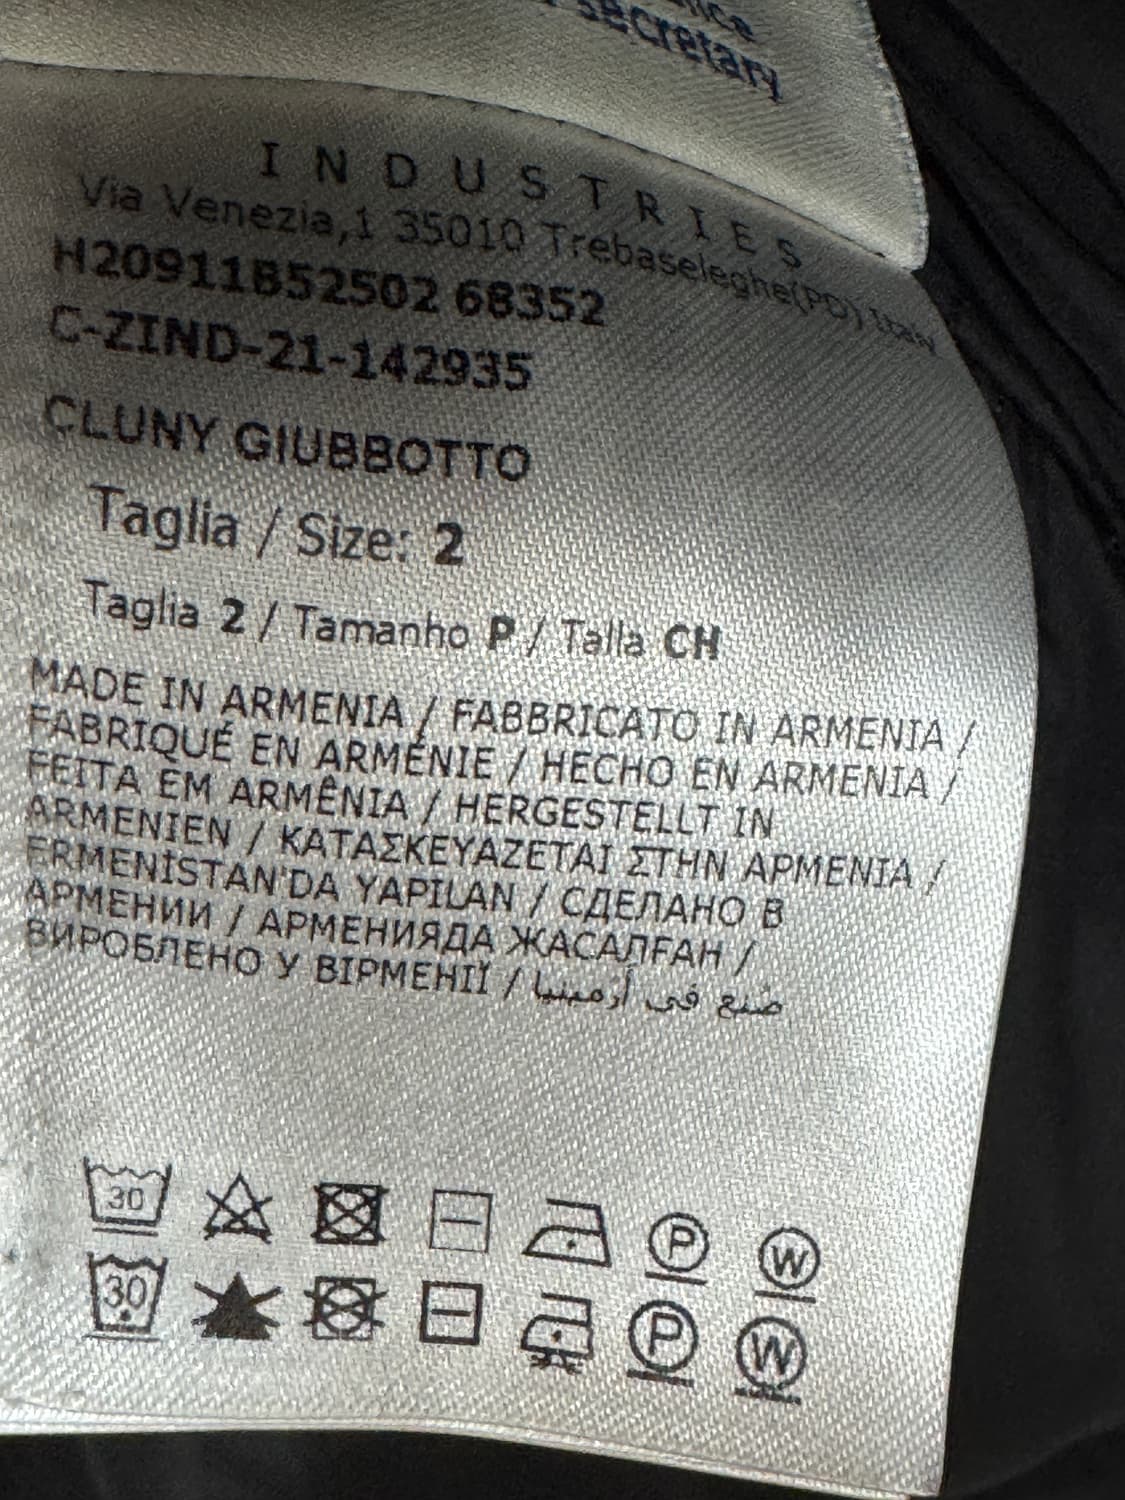 secretary
INDUSTRIES
Via Venezia,1 35010 Trebaseleghe(PD) Italy
H20911B52502 68352
C-ZIND-21-142935
CLUNY GIUBBOTTO
Taglia / Size: 2
Taglia 2 / Tamanho P / Talla CH
MADE IN ARMENIA / FABBRICATO IN ARMENIA /
FABRIQUÉ EN ARMÉNIE / HECHO EN ARMENIA /
FEITA EM ARMÊNIA / HERGESTELLT IN
ARMENIEN / ΚΑΤΑΣΚΕΥΑΖΕΤΑΙ ΣΤΗΝ ΑΡΜΕΝΙΑ /
ERMENİSTAN'DA YAPILAN / СДЕЛАНО В
АРМЕНИИ / АРМЕНИЯДА ЖАСАЛҒАН /
ВИРОБЛЕНО У ВІРМЕНІЇ / صنع في أرمينيا
30 P W
30 P W